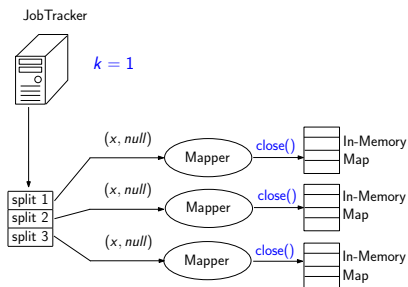 JobTracker
k = 1
split 1
split 2
split 3
(x, null)
Mapper
close()
In-Memory
Map
(x, null)
Mapper
close()
In-Memory
Map
(x, null)
Mapper
close()
In-Memory
Map